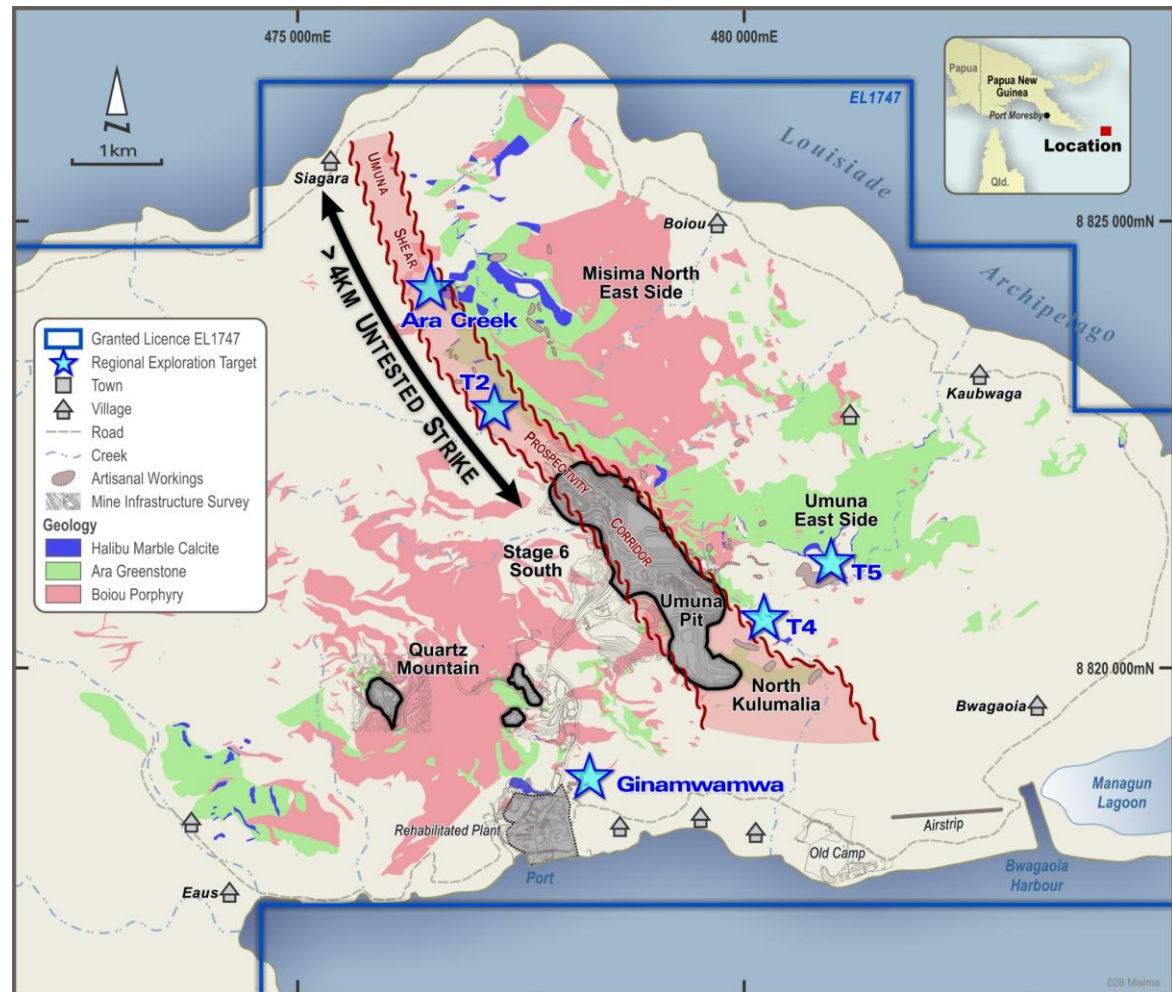 475 000mE
480 000mE
EL1747
Papua
Papua New
Guinea
Port Moresby
Location
Qld.
N
1km
Siagara
UMUNA
SHEAR
PROSPECTIVITY
CORRIDOR
> 4KM UNTESTED STRIKE
Louisiade
Archipelago
8 825 000mN
Boiou
Misima North
East Side
Ara Creek
T2
Kaubwaga
Granted Licence EL1747
Regional Exploration Target
Town
Village
Road
Creek
Artisanal Workings
Mine Infrastructure Survey
Geology
Halibu Marble Calcite
Ara Greenstone
Boiou Porphyry
Umuna
East Side
T5
Stage 6
South
Umuna
Pit
T4
Quartz
Mountain
8 820 000mN
North
Kulumalia
Bwagaoia
Ginamwamwa
Managun
Lagoon
Rehabilitated Plant
Airstrip
Old Camp
Port
Bwagaoia
Harbour
Eaus
028 Misima